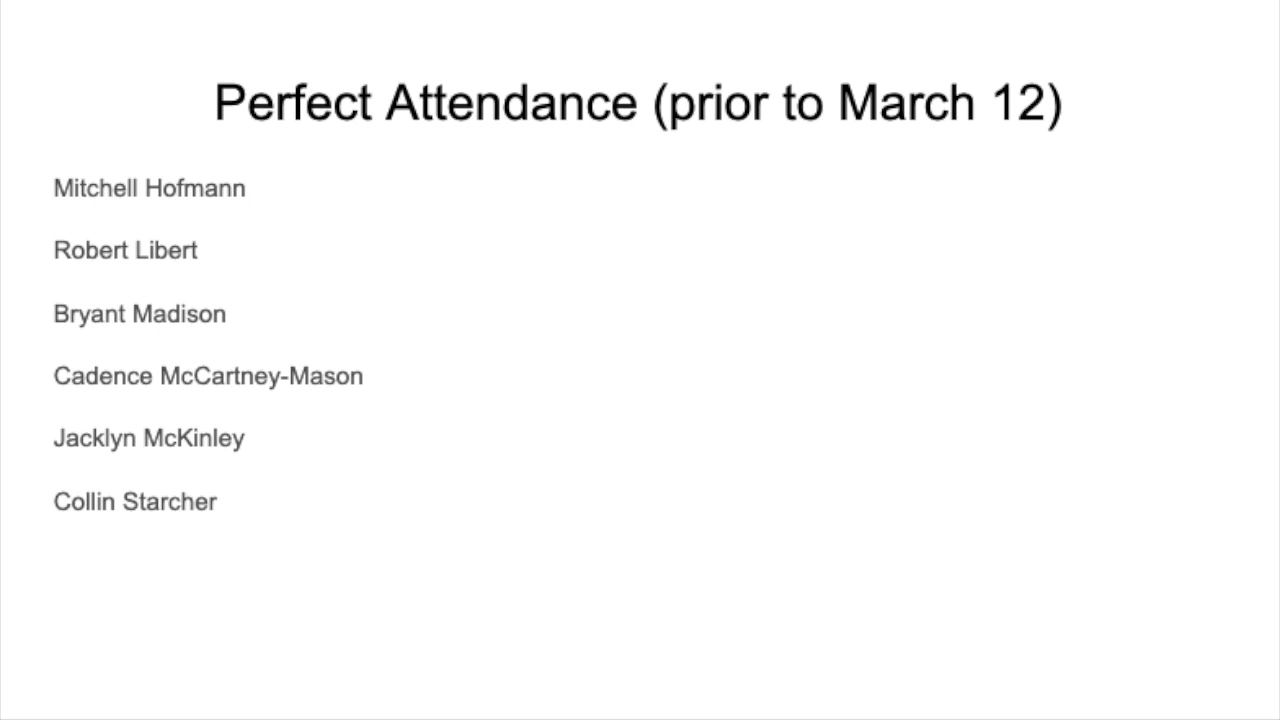 Perfect Attendance (prior to March 12)
Mitchell Hofmann
Robert Libert
Bryant Madison
Cadence McCartney-Mason
Jacklyn McKinley
Collin Starcher